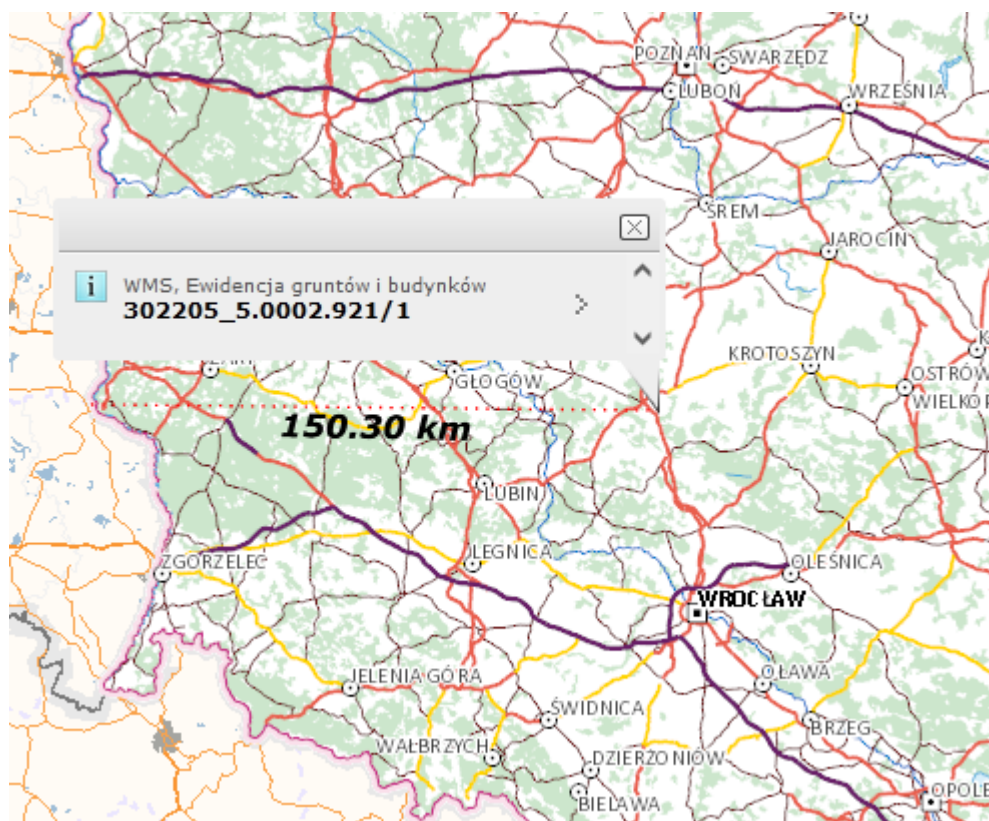 POZNAŃ
SWARZĘDZ
LUBOŃ
WRZEŚNIA
ŚREM
JAROCIN
WMS, Ewidencja gruntów i budynków
302205_5.0002.921/1
KROTOSZYN
GŁOGÓW
OSTRÓW
WIELKOP
150.30 km
LUBIN
LEGNICA
ZGORZELEC
OLEŚNICA
WROCŁAW
JELENIA GÓRA
OŁAWA
ŚWIDNICA
BRZEG
WAŁBRZYCH
DZIERŻONIÓW
BIELAWA
OPOLE